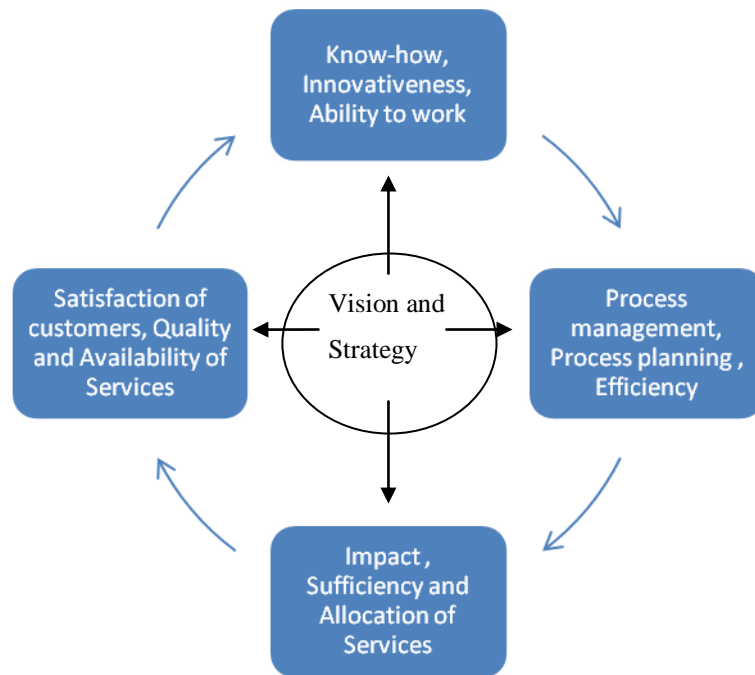 Know-how,
Innovativeness,
Ability to work
Satisfaction of
customers, Quality
and Availability of
Services
Vision and
Strategy
Process
management,
Process planning ,
Efficiency
Impact ,
Sufficiency and
Allocation of
Services